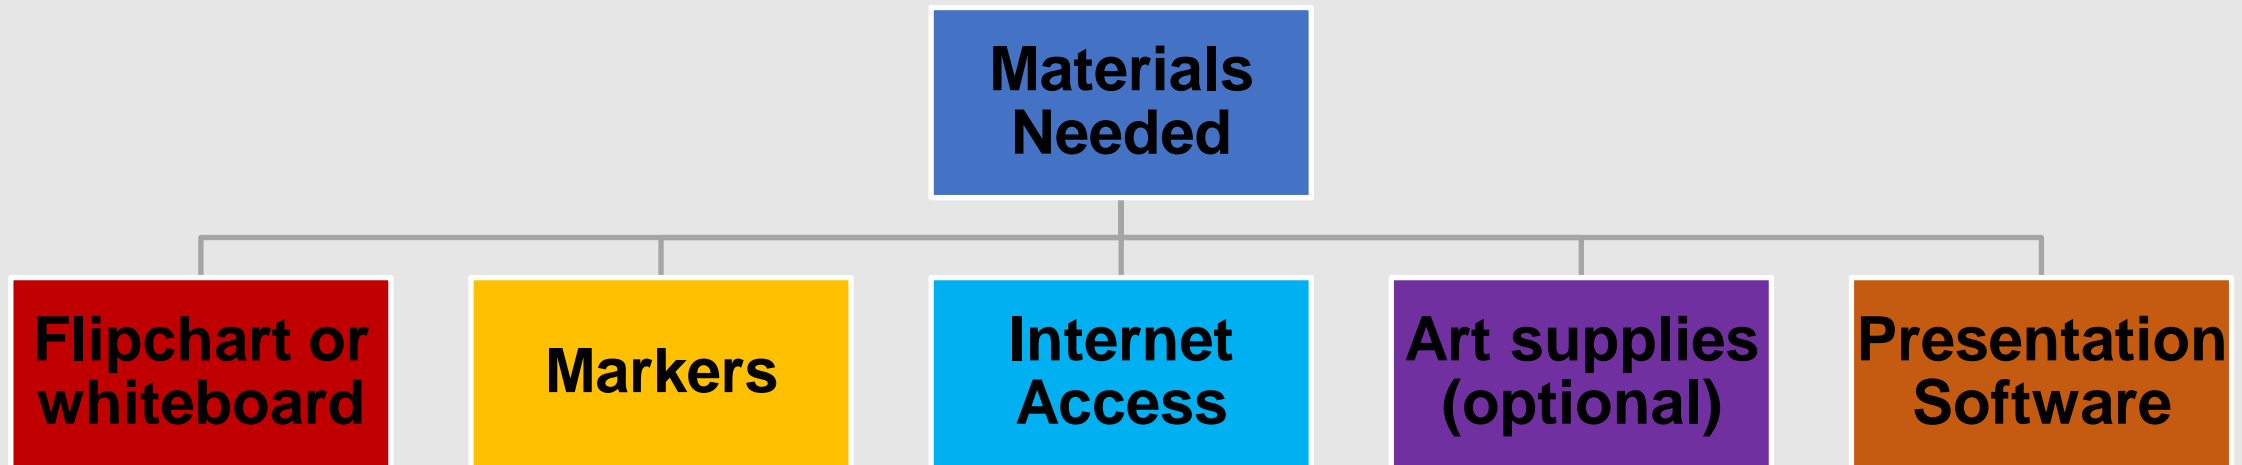 Materials
Needed
Flipchart or
whiteboard
Markers
Internet
Access
Art supplies
(optional)
Presentation
Software